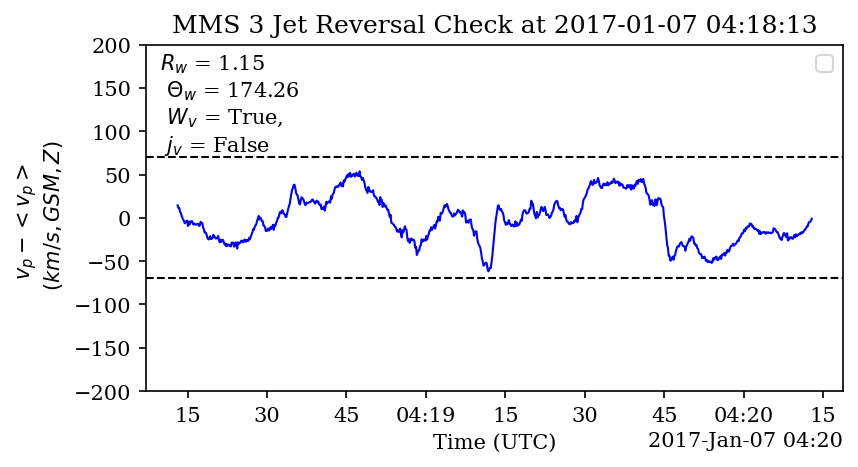 MMS 3 Jet Reversal Check at 2017-01-07 04:18:13
200
150
100
50
0
−50
−100
−150
−200
v_p − < v_p >
(km/s, GSM, Z)
R_w = 1.15
Θ_w = 174.26
W_v = True,
j_v = False
15 30 45 04:19 15 30 45 04:20 15
Time (UTC)
2017-Jan-07 04:20